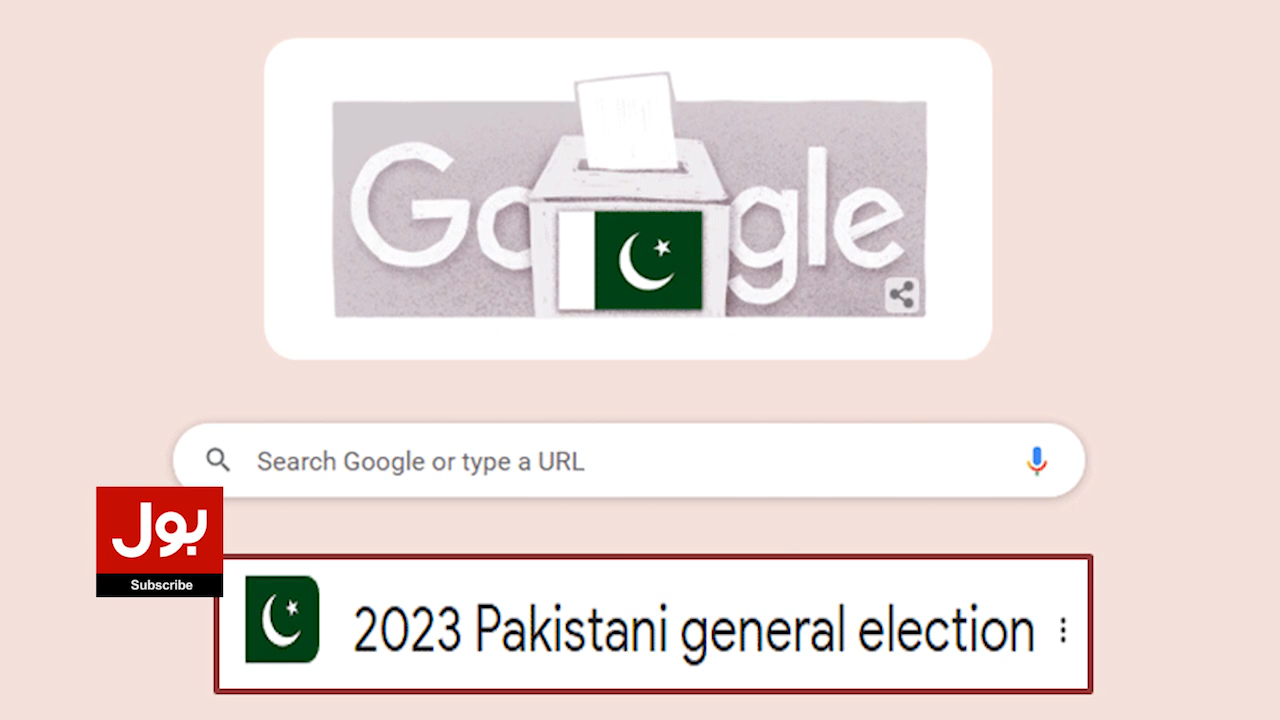 Google
Search Google or type a URL
بول
Subscribe
2023 Pakistani general election